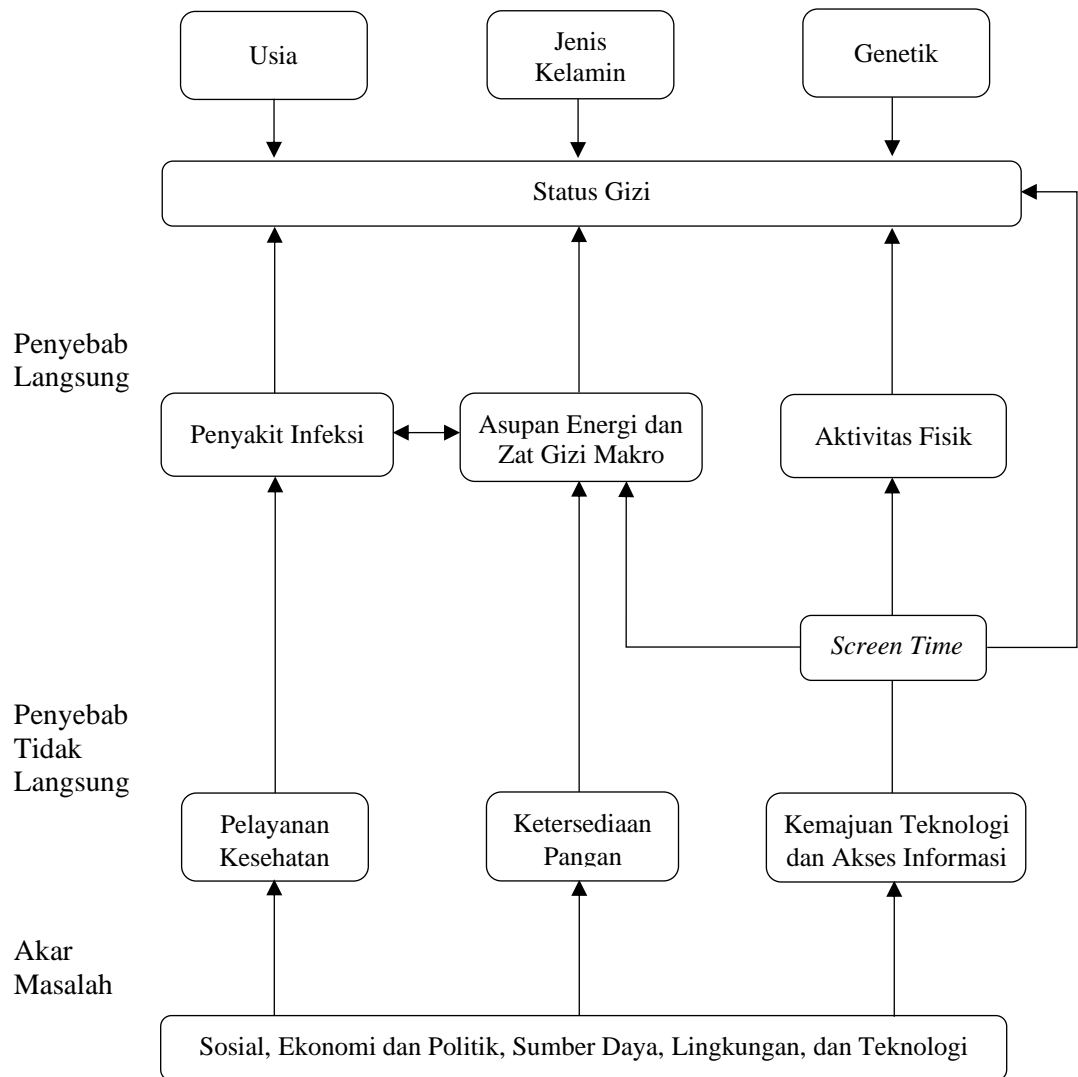 Usia
Jenis
Kelamin
Genetik
Status Gizi
Penyebab
Langsung
Penyakit Infeksi
Asupan Energi dan
Zat Gizi Makro
Aktivitas Fisik
Screen Time
Penyebab
Tidak
Langsung
Pelayanan
Kesehatan
Ketersediaan
Pangan
Kemajuan Teknologi
dan Akses Informasi
Akar
Masalah
Sosial, Ekonomi dan Politik, Sumber Daya, Lingkungan, dan Teknologi